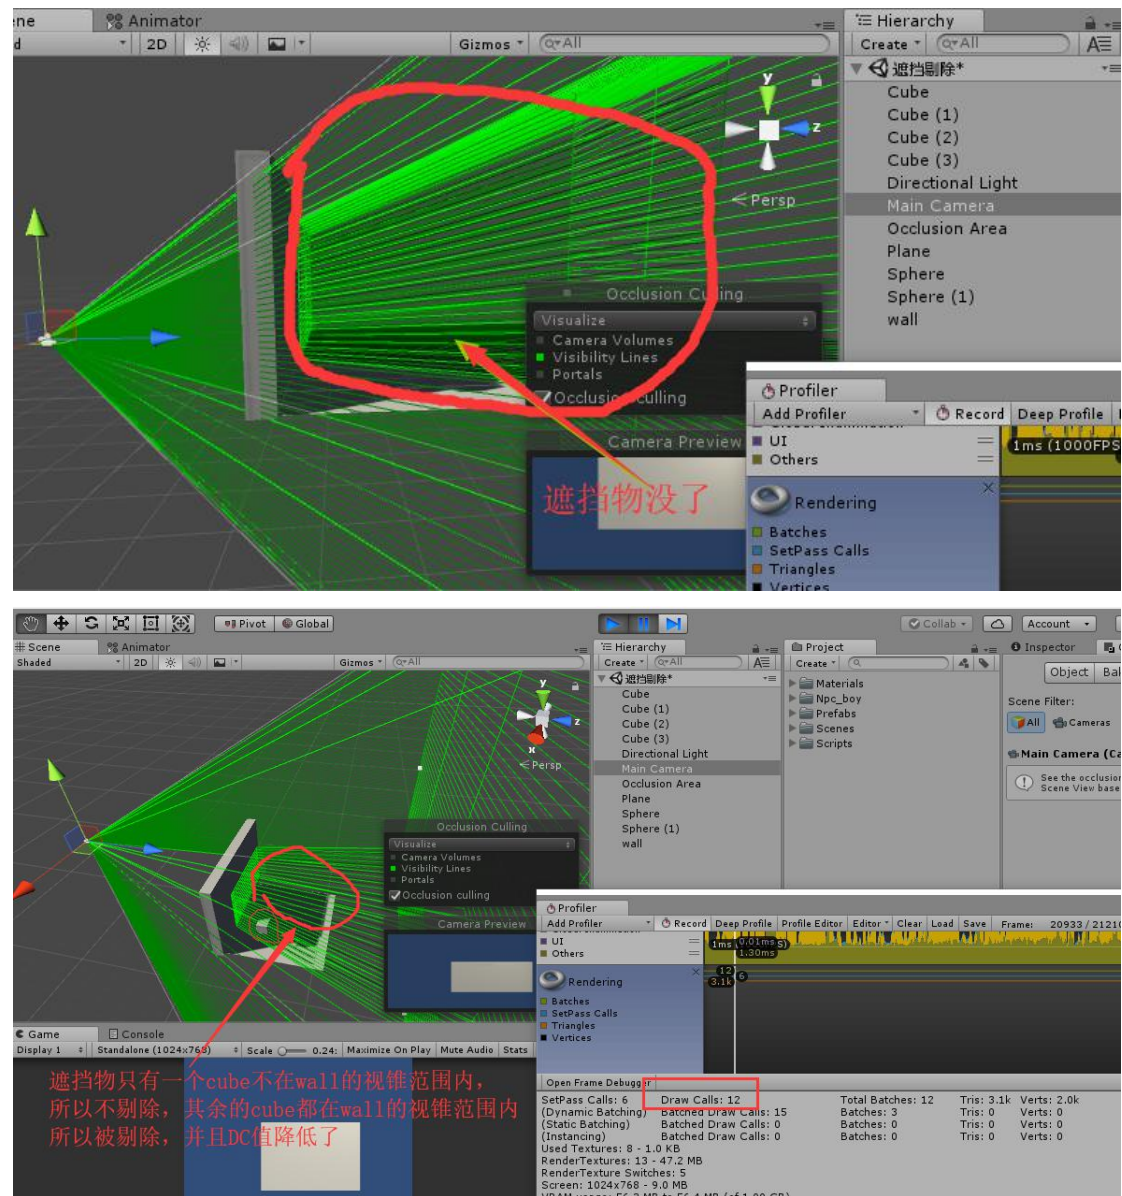 ne Animator
d 2D Gizmos All
Hierarchy
Create All
遮挡剔除*
Cube
Cube (1)
Cube (2)
Cube (3)
Directional Light
Main Camera
Occlusion Area
Plane
Sphere
Sphere (1)
wall
y
z
Persp
Occlusion Culling
Visualize
Camera Volumes
Visibility Lines
Portals
Occlusion culling
Camera Preview
遮挡物没了
Profiler
Add Profiler Record Deep Profile
UI
Others
1ms (1000FPS
Rendering
Batches
SetPass Calls
Triangles
Vertices
Pivot Global
Collab Account
Scene Animator
Shaded 2D Gizmos All
y
z
x
Persp
Occlusion Culling
Visualize
Camera Volumes
Visibility Lines
Portals
Occlusion culling
Camera Preview
Hierarchy
Create All
遮挡剔除*
Cube
Cube (1)
Cube (2)
Cube (3)
Directional Light
Main Camera
Occlusion Area
Plane
Sphere
Sphere (1)
wall
Project
Create
Materials
Npc_boy
Prefabs
Scenes
Scripts
Inspector
Object
Scene Filter:
All Cameras
Main Camera (Ca
See the occlusion
Scene View base
Game Console
Display 1 Standalone (1024x768) Scale 0.24: Maximize On Play Mute Audio Stats
遮挡物只有一个cube不在wall的视锥范围内，
所以不剔除，其余的cube都在wall的视锥范围内
所以被剔除，并且DC值降低了
Profiler
Add Profiler Record Deep Profile Profile Editor Editor Clear Load Save Frame: 20933 / 21210
UI
Others
0.01ms
1.30ms
Rendering
12
6
3.1k
Batches
SetPass Calls
Triangles
Vertices
Open Frame Debugger
SetPass Calls: 6 Draw Calls: 12 Total Batches: 12 Tris: 3.1k Verts: 2.0k
(Dynamic Batching) Batched Draw Calls: 15 Batches: 3 Tris: 0 Verts: 0
(Static Batching) Batched Draw Calls: 0 Batches: 0 Tris: 0 Verts: 0
(Instancing) Batched Draw Calls: 0 Batches: 0 Tris: 0 Verts: 0
Used Textures: 8 - 1.0 KB
RenderTextures: 13 - 47.2 MB
RenderTexture Switches: 5
Screen: 1024x768 - 9.0 MB